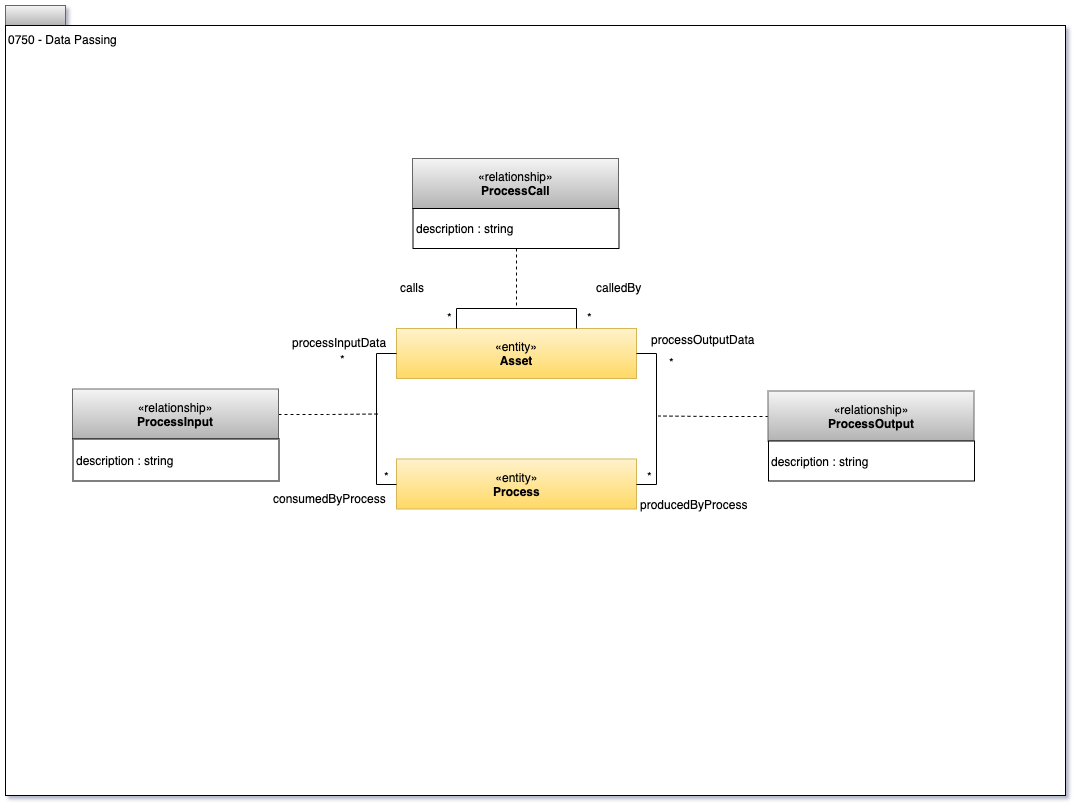 0750 - Data Passing
«relationship»
ProcessCall
description : string
calls
calledBy
*
*
processInputData
*
«entity»
Asset
processOutputData
*
«relationship»
ProcessInput
description : string
«relationship»
ProcessOutput
description : string
*
consumedByProcess
«entity»
Process
*
producedByProcess